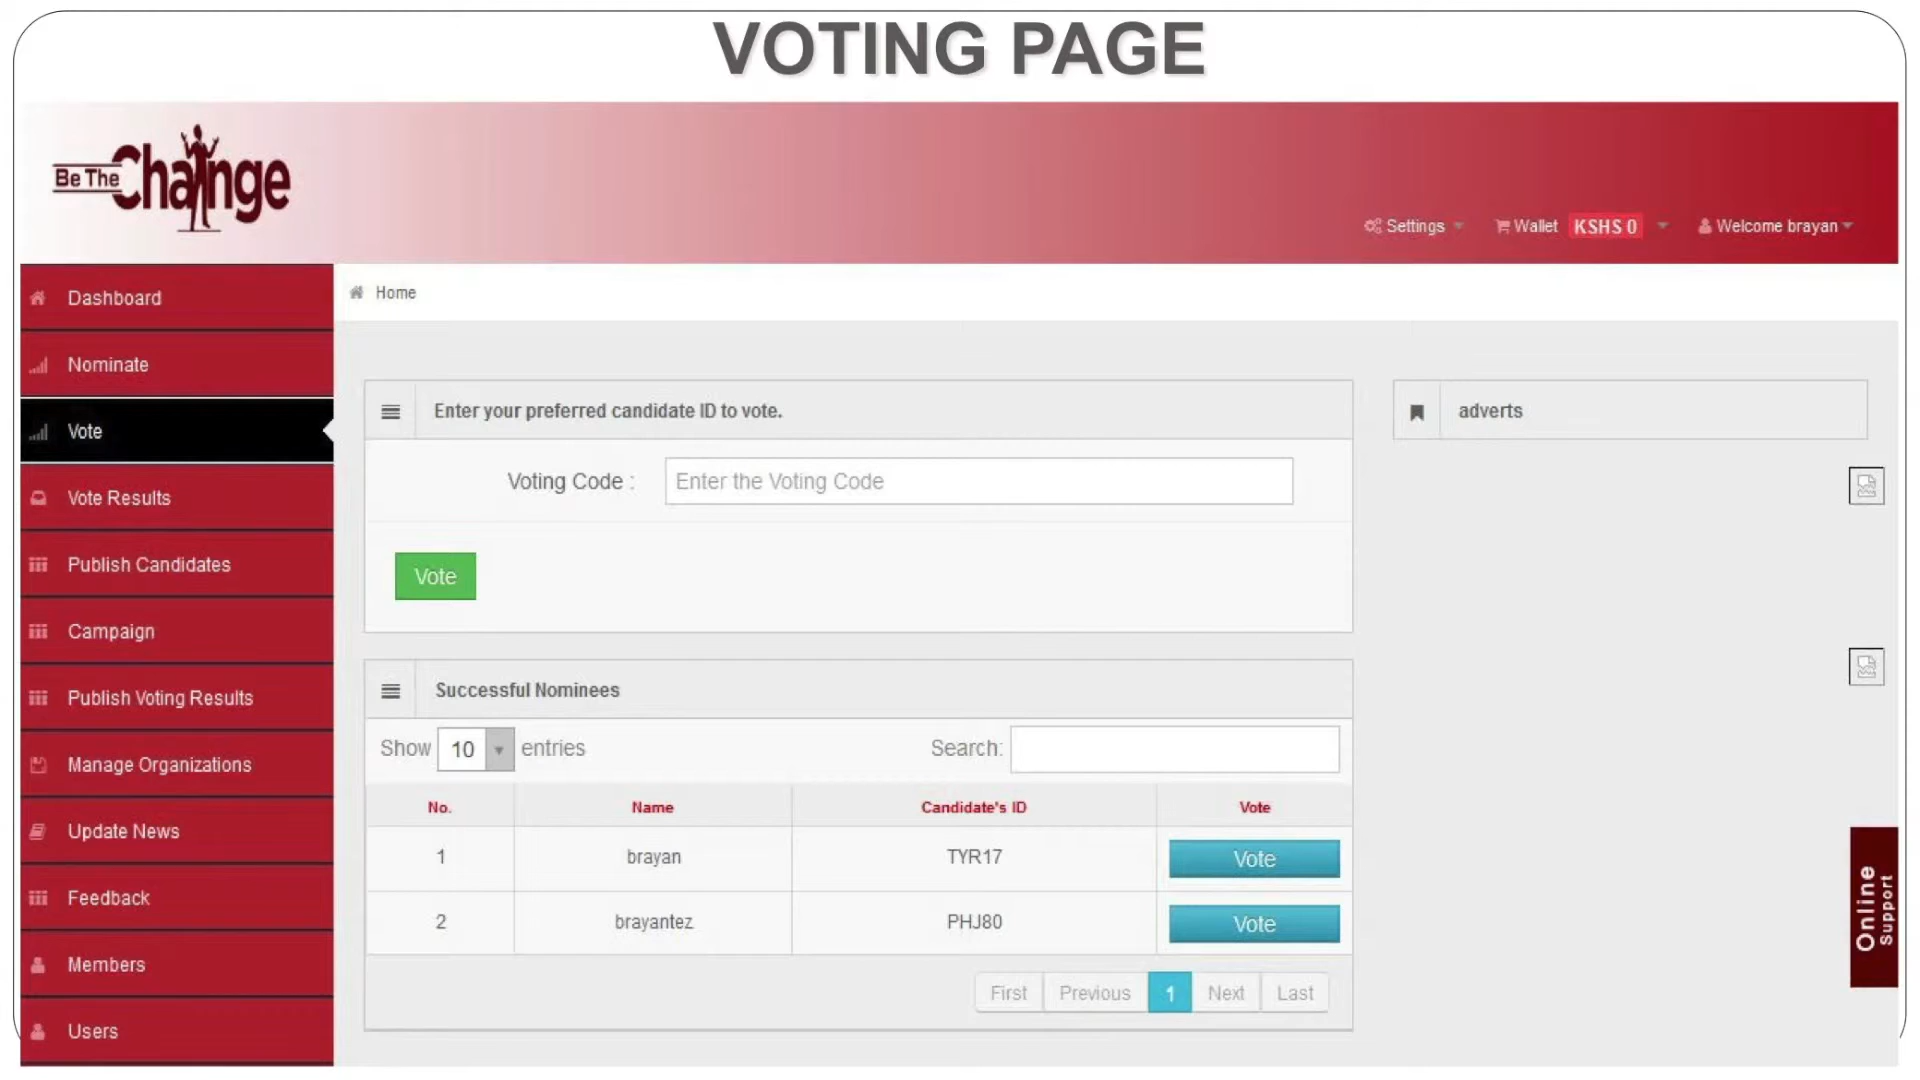 VOTING PAGE
Be The Change
Settings Wallet KSHS 0 Welcome brayan
Dashboard
Nominate
Vote
Vote Results
Publish Candidates
Campaign
Publish Voting Results
Manage Organizations
Update News
Feedback
Members
Users
Home
Enter your preferred candidate ID to vote.
Voting Code : Enter the Voting Code
Vote
Successful Nominees
Show 10 entries Search:
No. Name Candidate's ID Vote
1 brayan TYR17 Vote
2 brayantez PHJ80 Vote
First Previous 1 Next Last
adverts
Online
Support